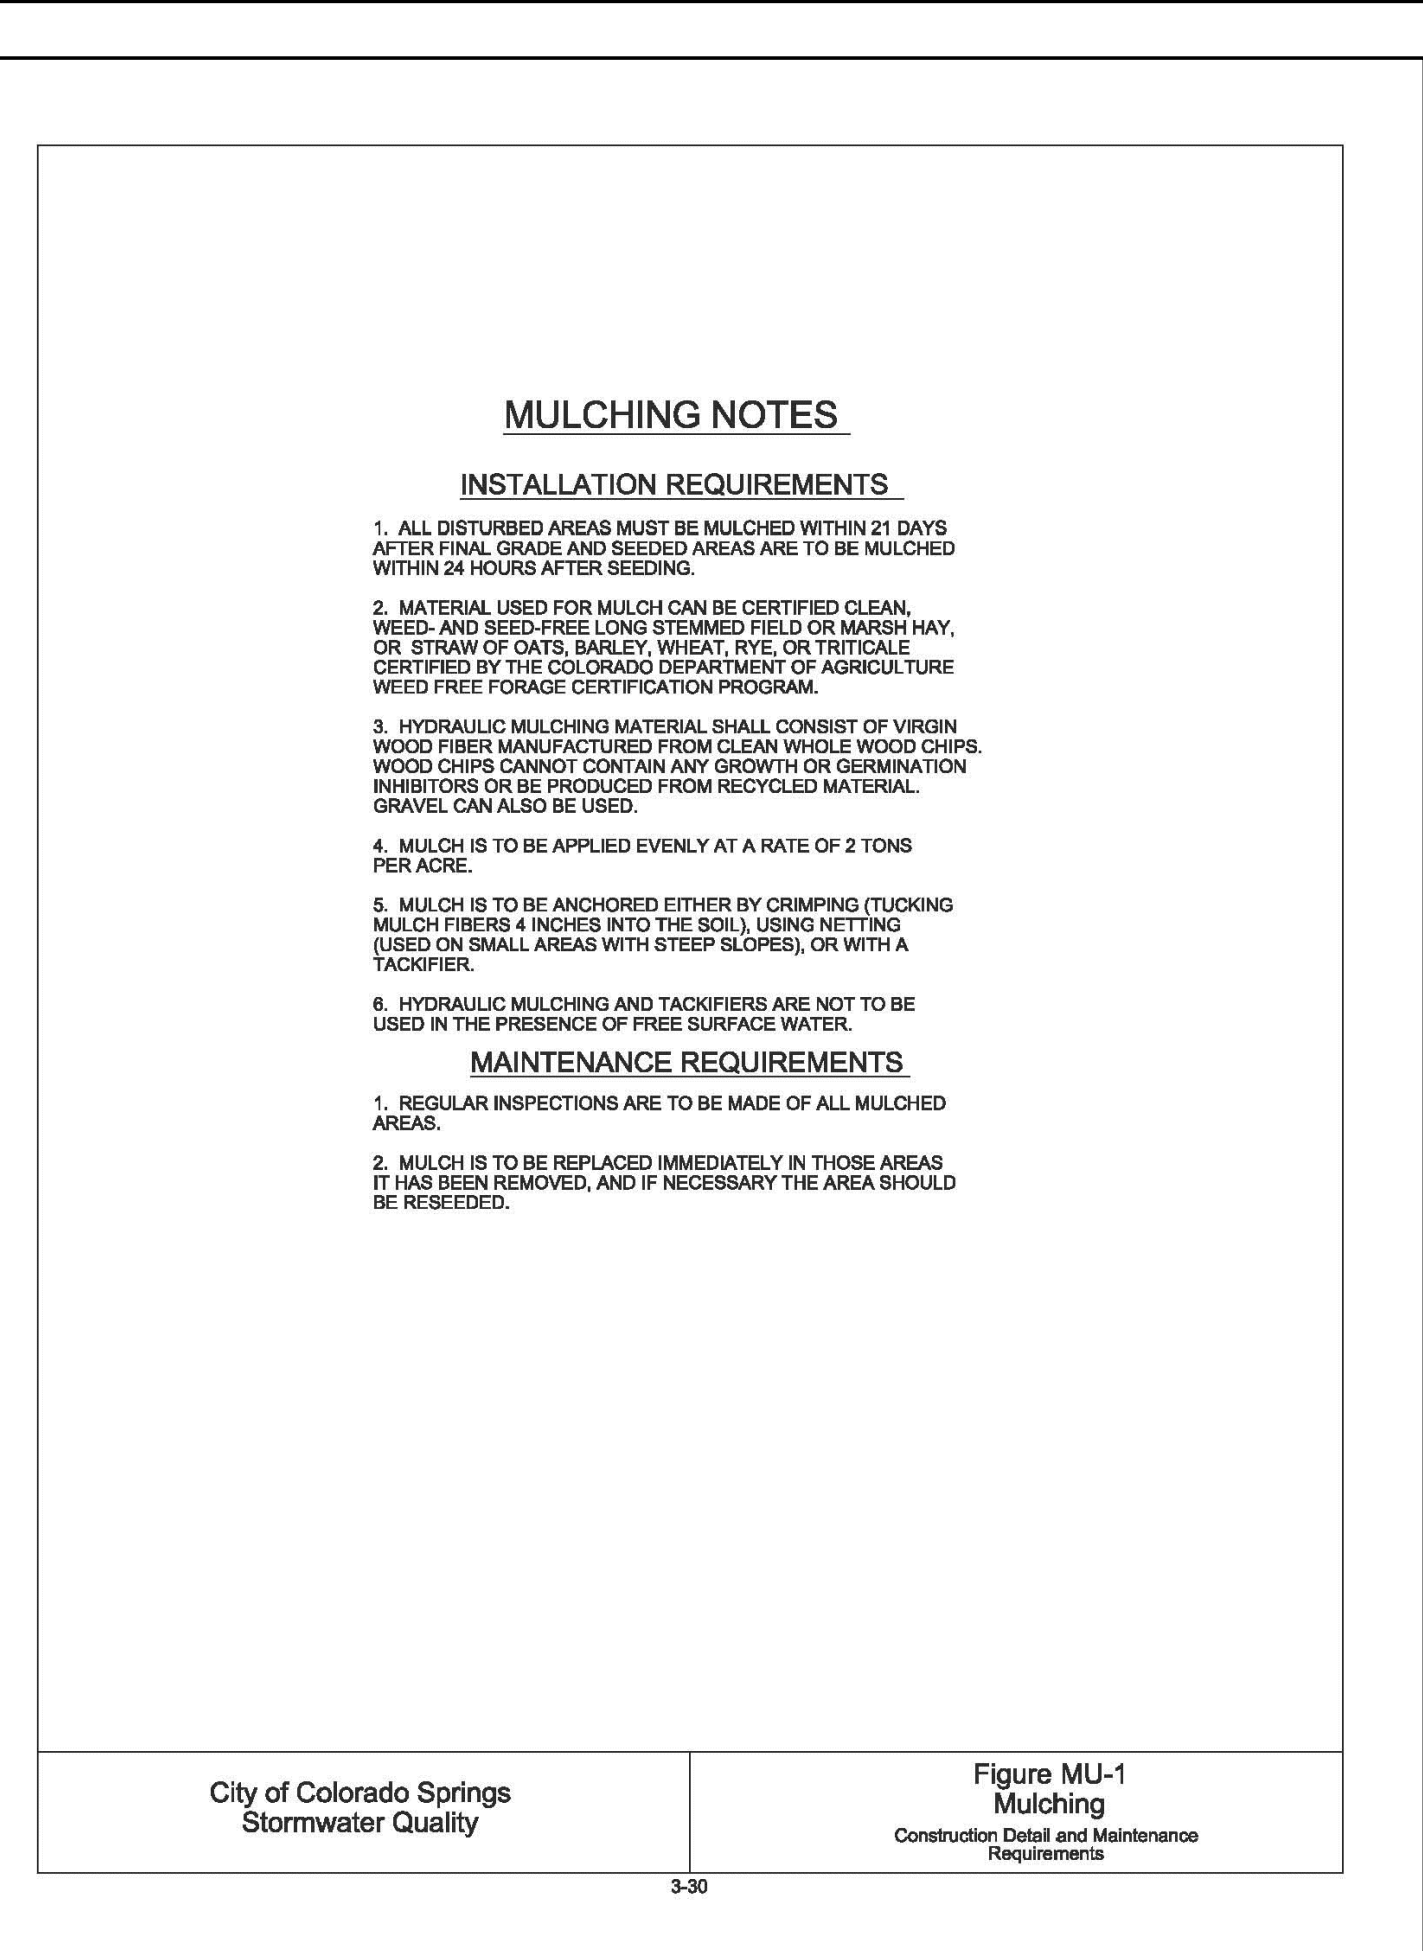 MULCHING NOTES
INSTALLATION REQUIREMENTS
1. ALL DISTURBED AREAS MUST BE MULCHED WITHIN 21 DAYS
AFTER FINAL GRADE AND SEEDED AREAS ARE TO BE MULCHED
WITHIN 24 HOURS AFTER SEEDING.
2. MATERIAL USED FOR MULCH CAN BE CERTIFIED CLEAN,
WEED- AND SEED-FREE LONG STEMMED FIELD OR MARSH HAY,
OR STRAW OF OATS, BARLEY, WHEAT, RYE, OR TRITICALE
CERTIFIED BY THE COLORADO DEPARTMENT OF AGRICULTURE
WEED FREE FORAGE CERTIFICATION PROGRAM.
3. HYDRAULIC MULCHING MATERIAL SHALL CONSIST OF VIRGIN
WOOD FIBER MANUFACTURED FROM CLEAN WHOLE WOOD CHIPS.
WOOD CHIPS CANNOT CONTAIN ANY GROWTH OR GERMINATION
INHIBITORS OR BE PRODUCED FROM RECYCLED MATERIAL.
GRAVEL CAN ALSO BE USED.
4. MULCH IS TO BE APPLIED EVENLY AT A RATE OF 2 TONS
PER ACRE.
5. MULCH IS TO BE ANCHORED EITHER BY CRIMPING (TUCKING
MULCH FIBERS 4 INCHES INTO THE SOIL), USING NETTING
(USED ON SMALL AREAS WITH STEEP SLOPES), OR WITH A
TACKIFIER.
6. HYDRAULIC MULCHING AND TACKIFIERS ARE NOT TO BE
USED IN THE PRESENCE OF FREE SURFACE WATER.
MAINTENANCE REQUIREMENTS
1. REGULAR INSPECTIONS ARE TO BE MADE OF ALL MULCHED
AREAS.
2. MULCH IS TO BE REPLACED IMMEDIATELY IN THOSE AREAS
IT HAS BEEN REMOVED, AND IF NECESSARY THE AREA SHOULD
BE RESEEDED.
City of Colorado Springs
Stormwater Quality
Figure MU-1
Mulching
Construction Detail and Maintenance
Requirements
3-30